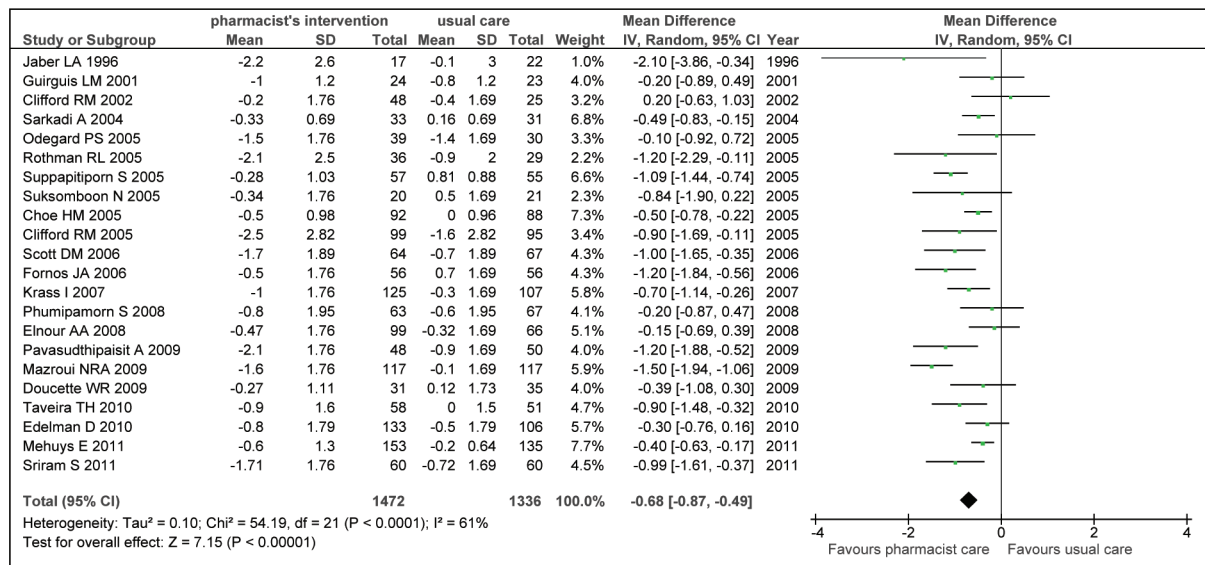 pharmacist's intervention usual care Mean Difference Mean Difference
Study or Subgroup Mean SD Total Mean SD Total Weight IV, Random, 95% CI Year IV, Random, 95% CI
Jaber LA 1996 -2.2 2.6 17 -0.1 3 22 1.0% -2.10 [-3.86, -0.34] 1996
Guirguis LM 2001 -1 1.2 24 -0.8 1.2 23 4.0% -0.20 [-0.89, 0.49] 2001
Clifford RM 2002 -0.2 1.76 48 -0.4 1.69 25 3.2% 0.20 [-0.63, 1.03] 2002
Sarkadi A 2004 -0.33 0.69 33 0.16 0.69 31 6.8% -0.49 [-0.83, -0.15] 2004
Odegard PS 2005 -1.5 1.76 39 -1.4 1.69 30 3.2% -0.10 [-0.92, 0.72] 2005
Rothman RL 2005 -2.1 2.5 36 -0.9 2 29 2.2% -1.20 [-2.29, -0.11] 2005
Suppapitiporn S 2005 -0.28 1.03 57 0.81 0.88 55 6.6% -1.09 [-1.44, -0.74] 2005
Suksomboon N 2005 -0.34 1.76 20 0.5 1.69 21 2.3% -0.84 [-1.90, 0.22] 2005
Choe HM 2005 -0.5 0.98 92 0 0.96 88 7.3% -0.50 [-0.78, -0.22] 2005
Clifford RM 2005 -2.5 2.82 99 -1.6 2.82 95 3.4% -0.90 [-1.69, -0.11] 2005
Scott DM 2006 -1.7 1.89 64 -0.7 1.89 67 4.3% -1.00 [-1.65, -0.35] 2006
Fornos JA 2006 -0.5 1.76 56 0.7 1.69 56 4.3% -1.20 [-1.84, -0.56] 2006
Krass I 2007 -1 1.76 125 -0.3 1.69 107 5.8% -0.70 [-1.14, -0.26] 2007
Phumipamorn S 2008 -0.8 1.95 63 -0.6 1.95 67 4.1% -0.20 [-0.87, 0.47] 2008
Elnour AA 2008 -0.47 1.76 99 -0.32 1.69 66 5.1% -0.15 [-0.69, 0.39] 2008
Pavasudthipaisit A 2009 -2.1 1.76 48 -0.9 1.69 50 4.0% -1.20 [-1.88, -0.52] 2009
Mazroui NRA 2009 -1.6 1.76 117 -0.1 1.69 117 5.8% -1.50 [-1.94, -1.06] 2009
Doucette WR 2009 -0.27 1.11 31 0.12 1.73 35 4.0% -0.39 [-1.08, 0.30] 2009
Taveira TH 2010 -0.9 1.6 58 0 1.5 51 4.7% -0.90 [-1.48, -0.32] 2010
Edelman D 2010 -0.8 1.79 133 -0.5 1.79 106 5.7% -0.30 [-0.76, 0.16] 2010
Mehuys E 2011 -0.6 1.3 153 -0.2 0.64 135 7.7% -0.40 [-0.63, -0.17] 2011
Sriram S 2011 -1.71 1.76 60 -0.72 1.69 60 4.5% -0.99 [-1.61, -0.37] 2011
Total (95% CI) 1472 1336 100.0% -0.68 [-0.87, -0.49]
Heterogeneity: Tau² = 0.10; Chi² = 54.19, df = 21 (P < 0.0001); I² = 61%
Test for overall effect: Z = 7.15 (P < 0.00001)
-4 -2 0 2 4
Favours pharmacist care Favours usual care